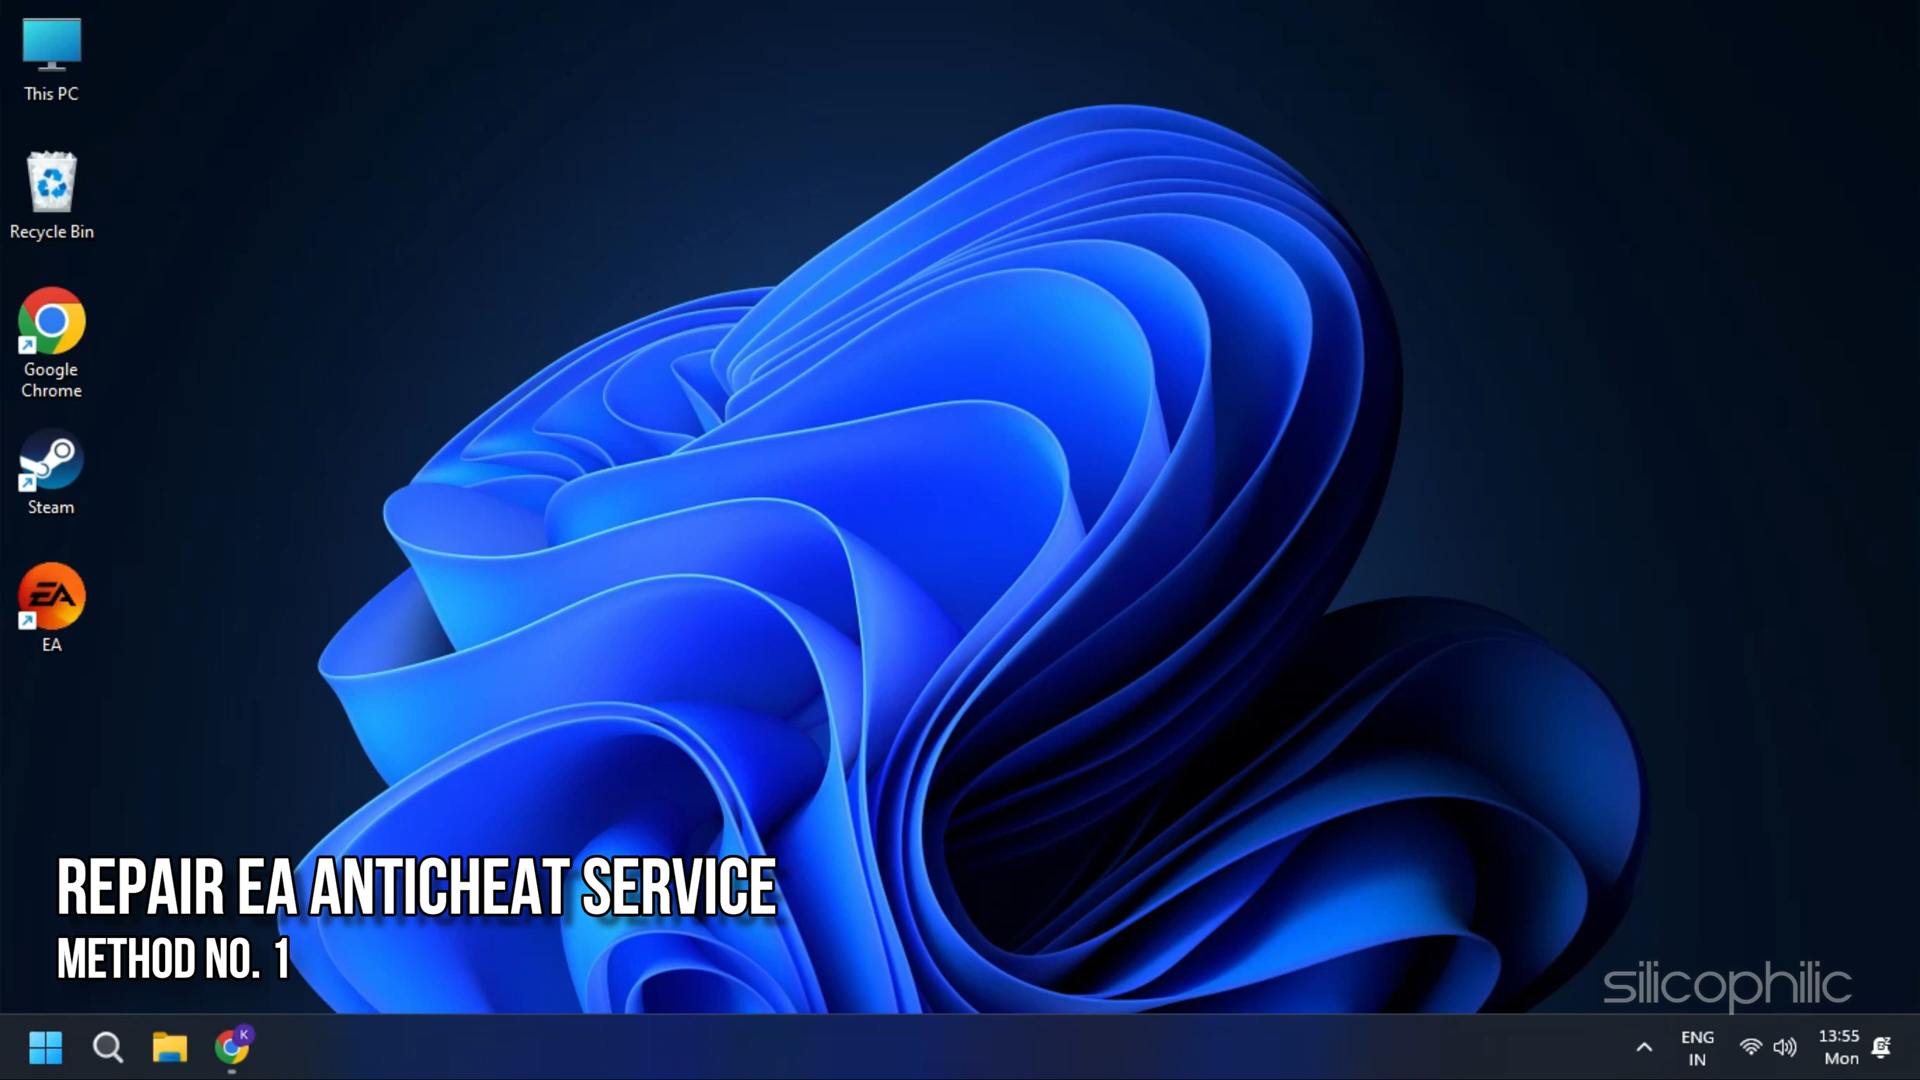 This PC
Recycle Bin
Google
Chrome
Steam
EA
EA
REPAIR EA ANTICHEAT SERVICE
METHOD NO. 1
silicophilic
K
ENG
IN
13:55
Mon